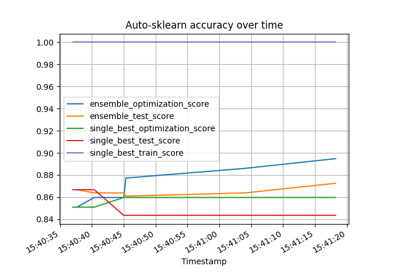 Auto-sklearn accuracy over time
1.00
0.98
0.96
0.94
0.92
0.90
0.88
0.86
0.84
ensemble_optimization_score
ensemble_test_score
single_best_optimization_score
single_best_test_score
single_best_train_score
15:40:35
15:40:40
15:40:45
15:40:50
15:40:55
15:41:00
15:41:05
15:41:10
15:41:15
15:41:20
Timestamp